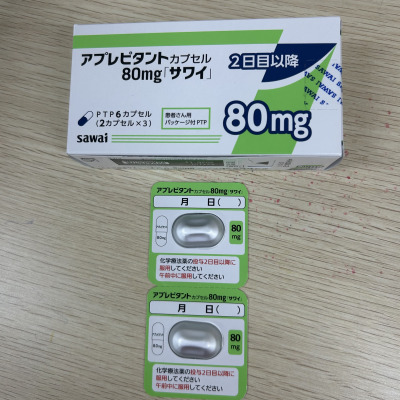 アプレピタントカプセル
80mg「サワイ」
2日目以降
PTP6カプセル
(2カプセル×3)
患者さん用
パッケージ付PTP
80mg
sawai
SAWAI
アプレピタントカプセル80mg「サワイ」
月 日( )
80mg
80
mg
化学療法薬の投与2日目以降に
服用してください
午前中に服用してください
アプレピタントカプセル80mg「サワイ」
月 日( )
80mg
80
mg
化学療法薬の投与2日目以降に
服用してください
午前中に服用してください